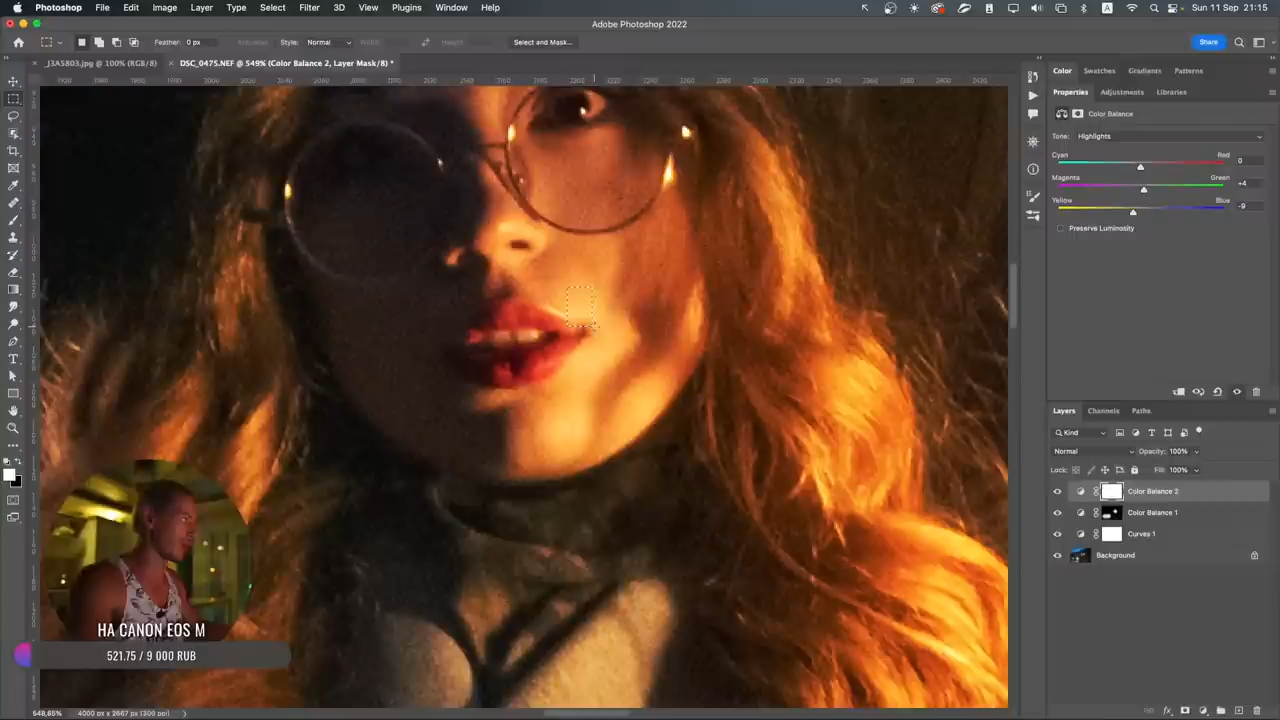 Photoshop File Edit Image Layer Type Select Filter 3D View Plugins Window Help
A Sun 11 Sep 21:15
Adobe Photoshop 2022
Feather: 0 px Style: Normal Select and Mask... Share
_J3A5803.jpg @ 100% (RGB/8) DSC_0475.NEF @ 549% (Color Balance 2, Layer Mask/8) *
Color Swatches Gradients Patterns
Properties Adjustments Libraries
Color Balance
Tone: Highlights
Cyan Red 0
Magenta Green +4
Yellow Blue -9
Preserve Luminosity
Layers Channels Paths
Kind
Normal Opacity: 100%
Lock: Fill: 100%
Color Balance 2
Color Balance 1
Curves 1
Background
НА CANON EOS M
521.75 / 9 000 RUB
548,65% 4000 px x 2667 px (300 ppi)